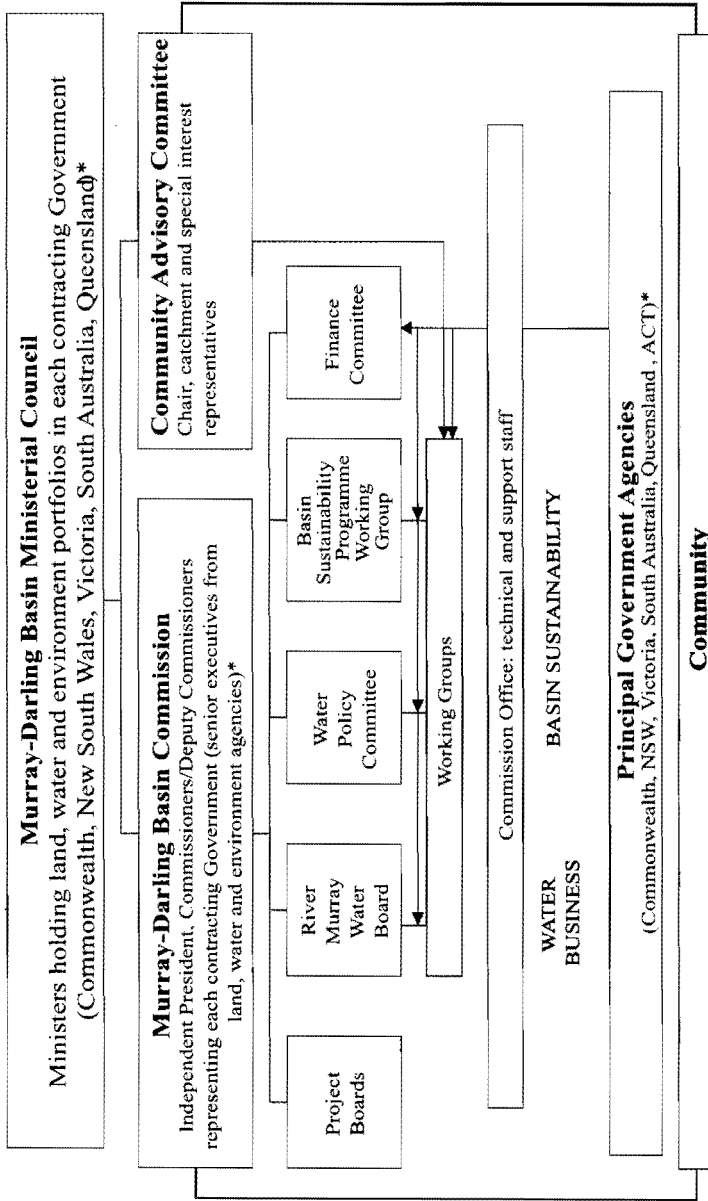 Murray-Darling Basin Ministerial Council
Ministers holding land, water and environment portfolios in each contracting Government
(Commonwealth, New South Wales, Victoria, South Australia, Queensland)*
Murray-Darling Basin Commission
Independent President, Commissioners/Deputy Commissioners
representing each contracting Government (senior executives from
land, water and environment agencies)*
Community Advisory Committee
Chair, catchment and special interest
representatives
Project
Boards
River
Murray
Water
Board
Water
Policy
Committee
Basin
Sustainability
Programme
Working
Group
Finance
Committee
Working Groups
Commission Office: technical and support staff
WATER
BUSINESS
BASIN SUSTAINABILITY
Principal Government Agencies
(Commonwealth, NSW, Victoria, South Australia, Queensland , ACT)*
Community